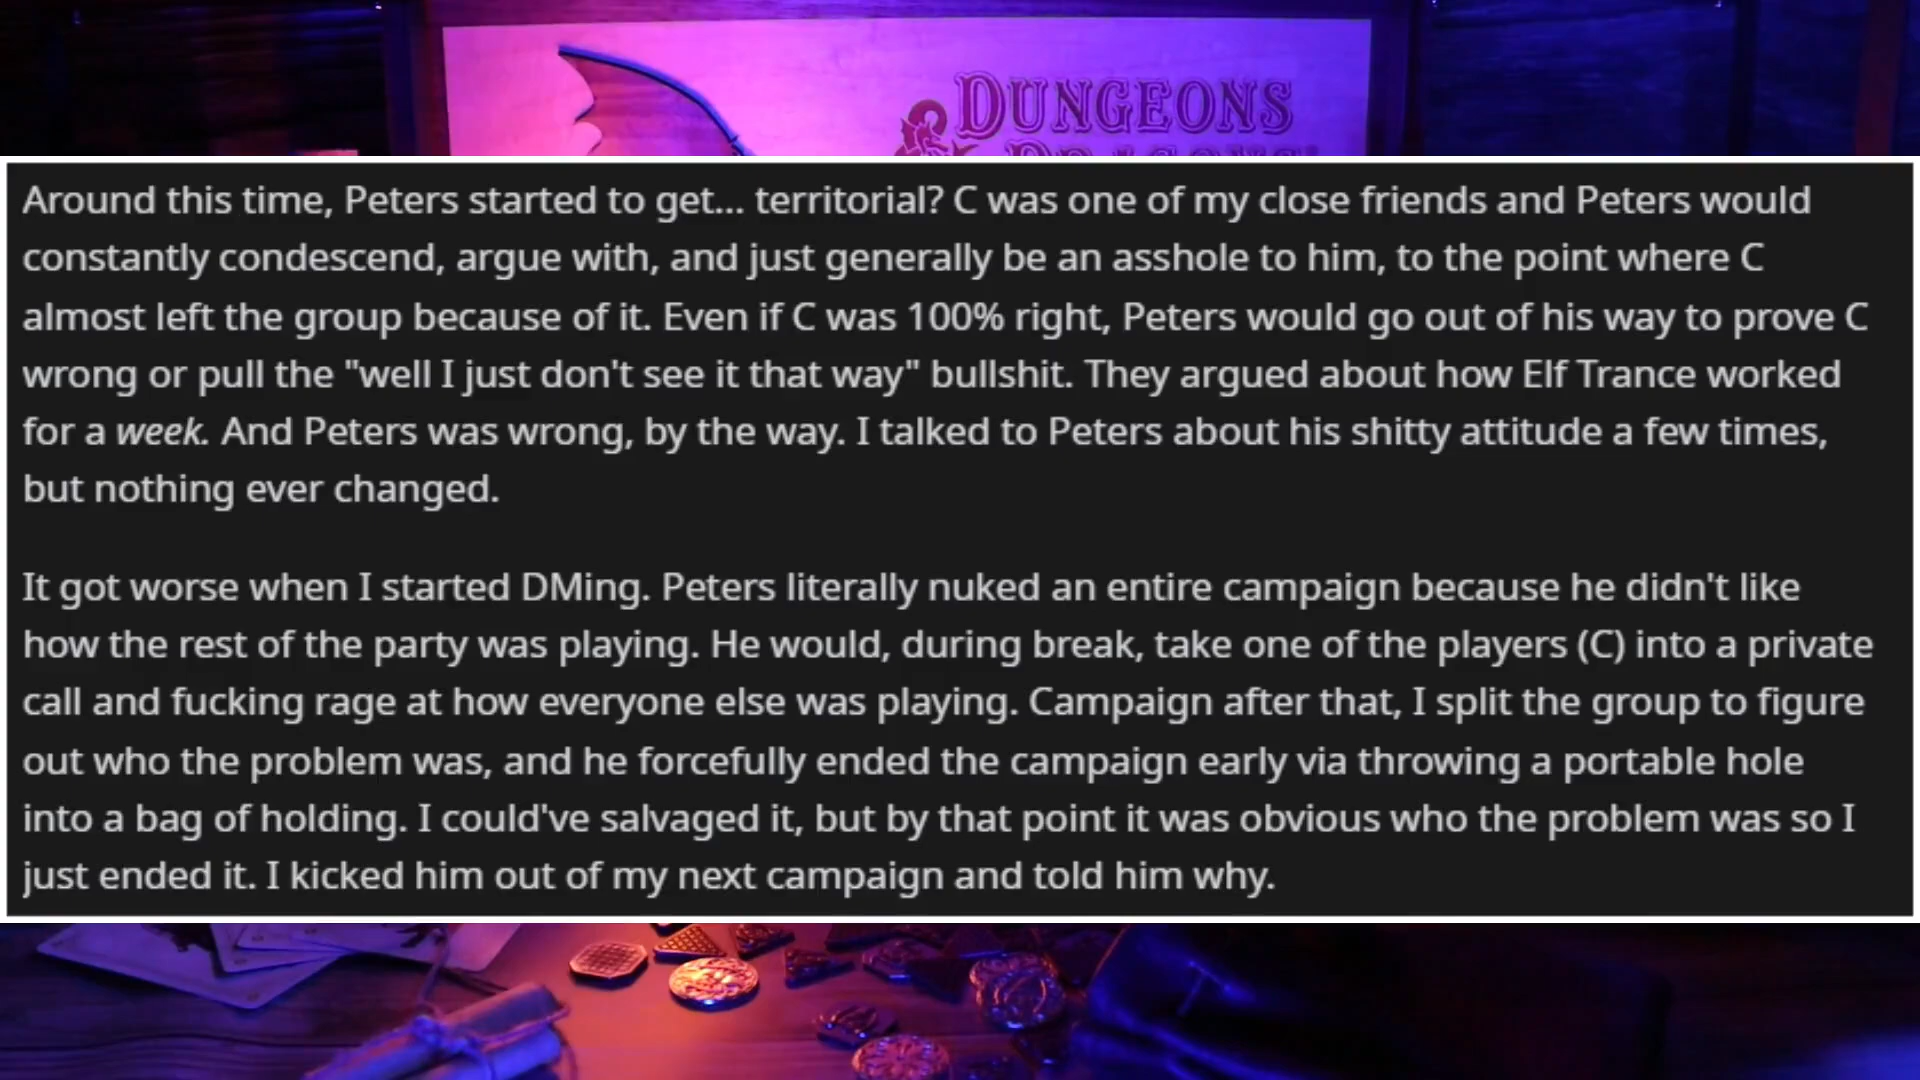 DUNGEONS
DRAGONS
Around this time, Peters started to get... territorial? C was one of my close friends and Peters would
constantly condescend, argue with, and just generally be an asshole to him, to the point where C
almost left the group because of it. Even if C was 100% right, Peters would go out of his way to prove C
wrong or pull the "well I just don't see it that way" bullshit. They argued about how Elf Trance worked
for a week. And Peters was wrong, by the way. I talked to Peters about his shitty attitude a few times,
but nothing ever changed.
It got worse when I started DMing. Peters literally nuked an entire campaign because he didn't like
how the rest of the party was playing. He would, during break, take one of the players (C) into a private
call and fucking rage at how everyone else was playing. Campaign after that, I split the group to figure
out who the problem was, and he forcefully ended the campaign early via throwing a portable hole
into a bag of holding. I could've salvaged it, but by that point it was obvious who the problem was so I
just ended it. I kicked him out of my next campaign and told him why.